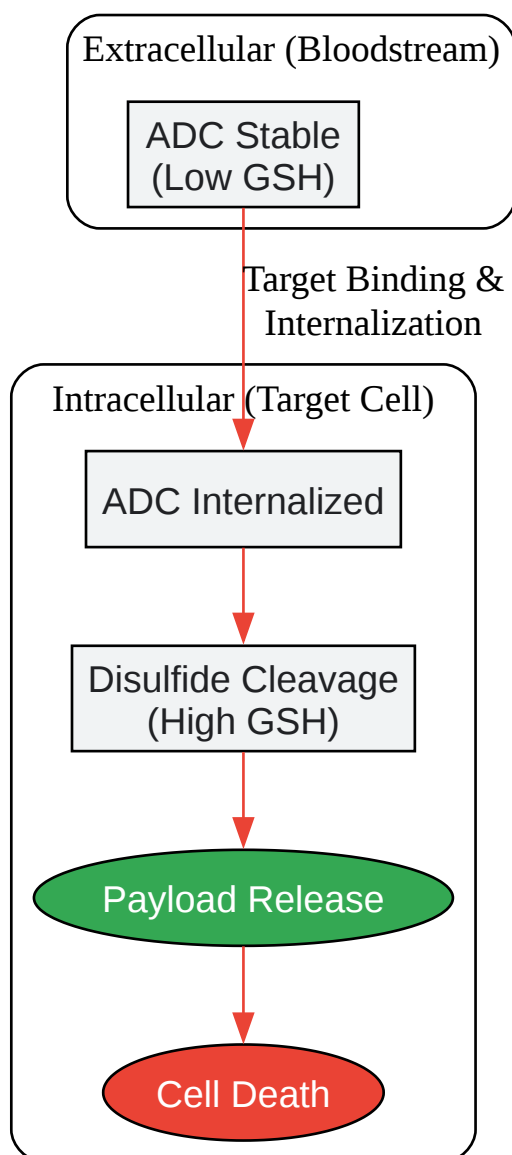 Extracellular (Bloodstream)
ADC Stable
(Low GSH)
Target Binding &
Internalization
Intracellular (Target Cell)
ADC Internalized
Disulfide Cleavage
(High GSH)
Payload Release
Cell Death